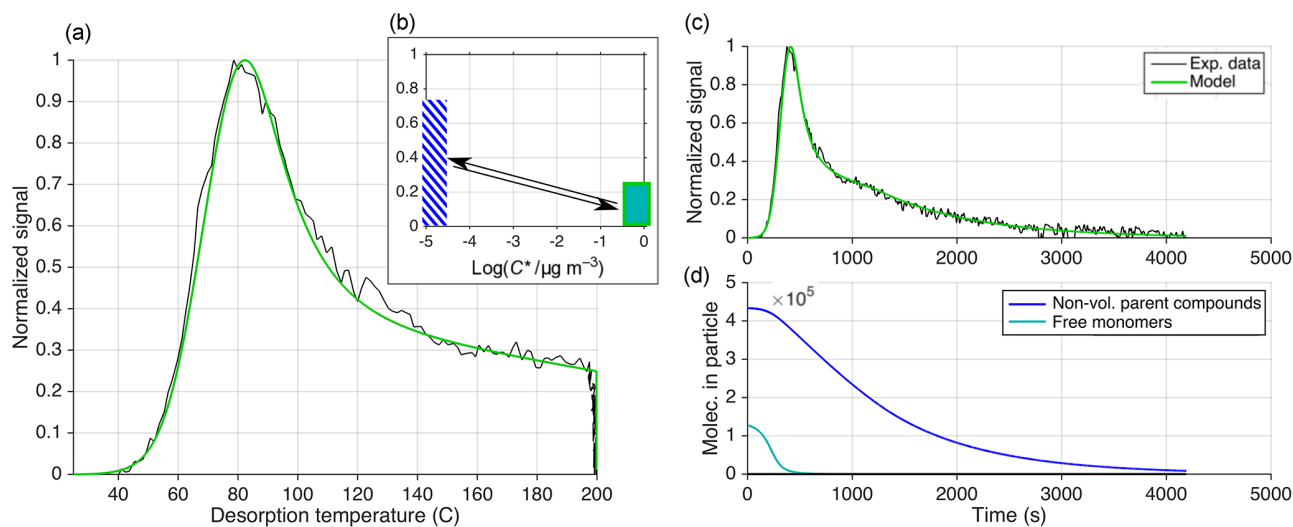 (a)
Normalized signal
1
0.9
0.8
0.7
0.6
0.5
0.4
0.3
0.2
0.1
0
40 60 80 100 120 140 160 180 200
Desorption temperature (C)
(b)
1
0.8
0.6
0.4
0.2
0
-5 -4 -3 -2 -1 0
Log(C* /µg m⁻³)
(c)
Normalized signal
1
0.8
0.6
0.4
0.2
0
0 1000 2000 3000 4000 5000
Exp. data
Model
(d)
Molec. in particle
×10⁵
5
4
3
2
1
0
0 1000 2000 3000 4000 5000
Time (s)
Non-vol. parent compounds
Free monomers